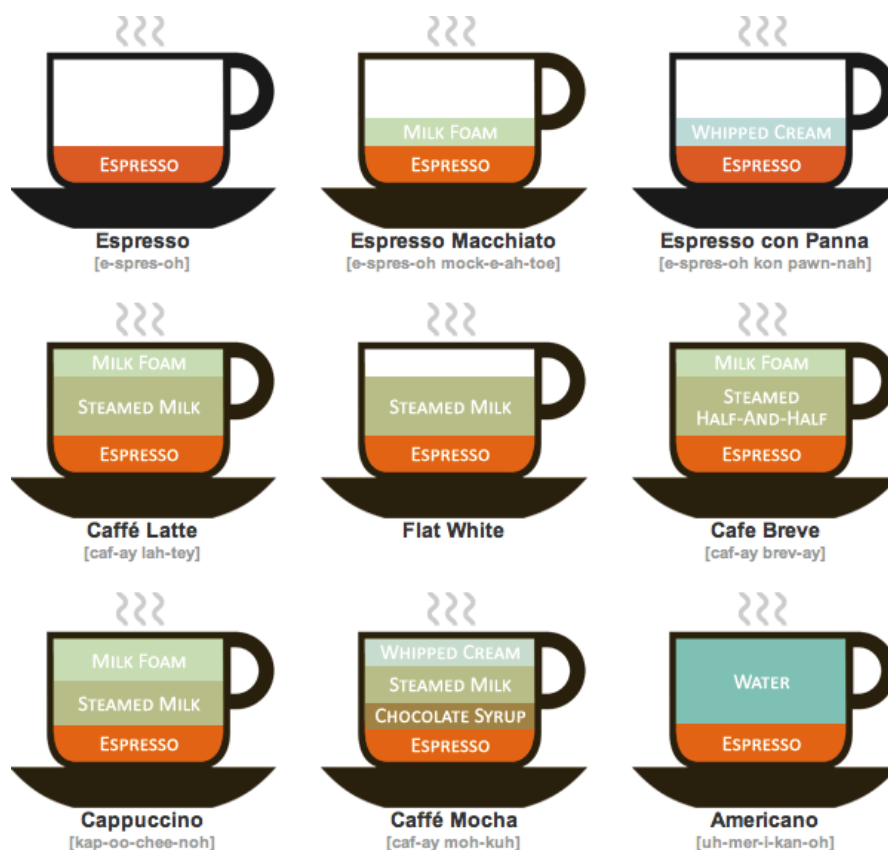 ESPRESSO
Espresso
[e-spres-oh]
MILK FOAM
ESPRESSO
Espresso Macchiato
[e-spres-oh mock-e-ah-toe]
WHIPPED CREAM
ESPRESSO
Espresso con Panna
[e-spres-oh kon pawn-nah]
MILK FOAM
STEAMED MILK
ESPRESSO
Caffé Latte
[caf-ay lah-tey]
STEAMED MILK
ESPRESSO
Flat White
MILK FOAM
STEAMED
HALF-AND-HALF
ESPRESSO
Cafe Breve
[caf-ay brev-ay]
MILK FOAM
STEAMED MILK
ESPRESSO
Cappuccino
[kap-oo-chee-noh]
WHIPPED CREAM
STEAMED MILK
CHOCOLATE SYRUP
ESPRESSO
Caffé Mocha
[caf-ay moh-kuh]
WATER
ESPRESSO
Americano
[uh-mer-i-kan-oh]